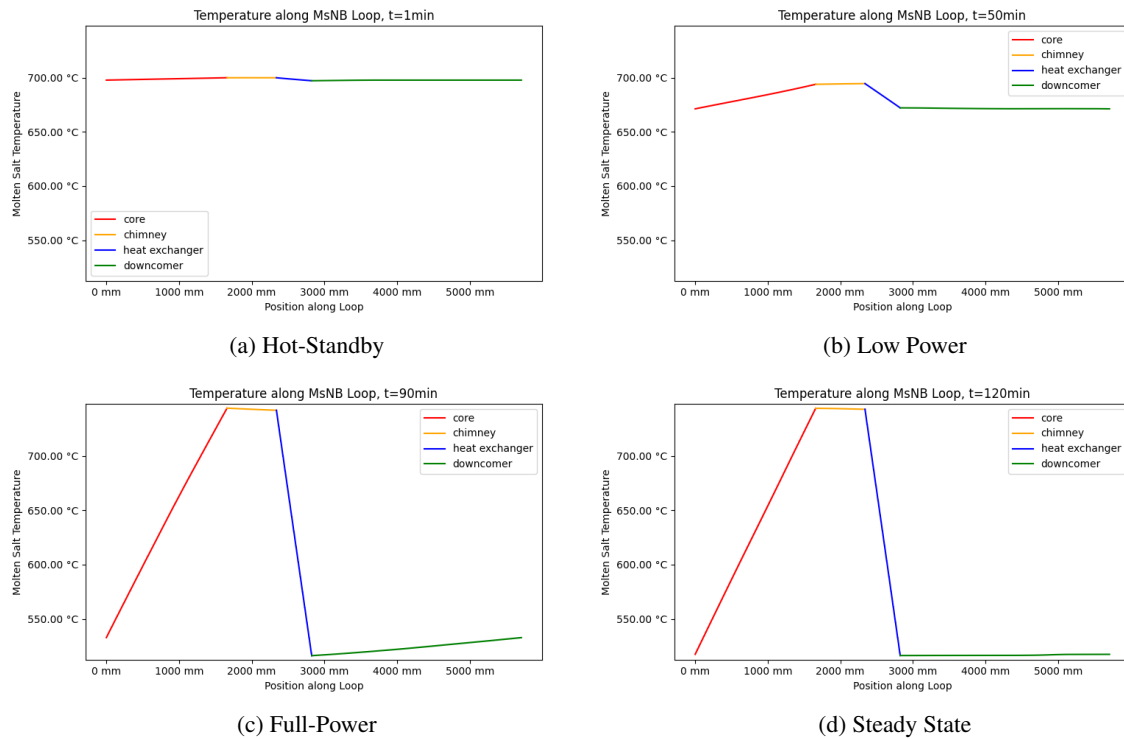 Temperature along MsNB Loop, t=1min
Molten Salt Temperature
700.00 °C
650.00 °C
600.00 °C
550.00 °C
core
chimney
heat exchanger
downcomer
0 mm 1000 mm 2000 mm 3000 mm 4000 mm 5000 mm
Position along Loop
(a) Hot-Standby
Temperature along MsNB Loop, t=50min
Molten Salt Temperature
700.00 °C
650.00 °C
600.00 °C
550.00 °C
core
chimney
heat exchanger
downcomer
0 mm 1000 mm 2000 mm 3000 mm 4000 mm 5000 mm
Position along Loop
(b) Low Power
Temperature along MsNB Loop, t=90min
Molten Salt Temperature
700.00 °C
650.00 °C
600.00 °C
550.00 °C
core
chimney
heat exchanger
downcomer
0 mm 1000 mm 2000 mm 3000 mm 4000 mm 5000 mm
Position along Loop
(c) Full-Power
Temperature along MsNB Loop, t=120min
Molten Salt Temperature
700.00 °C
650.00 °C
600.00 °C
550.00 °C
core
chimney
heat exchanger
downcomer
0 mm 1000 mm 2000 mm 3000 mm 4000 mm 5000 mm
Position along Loop
(d) Steady State